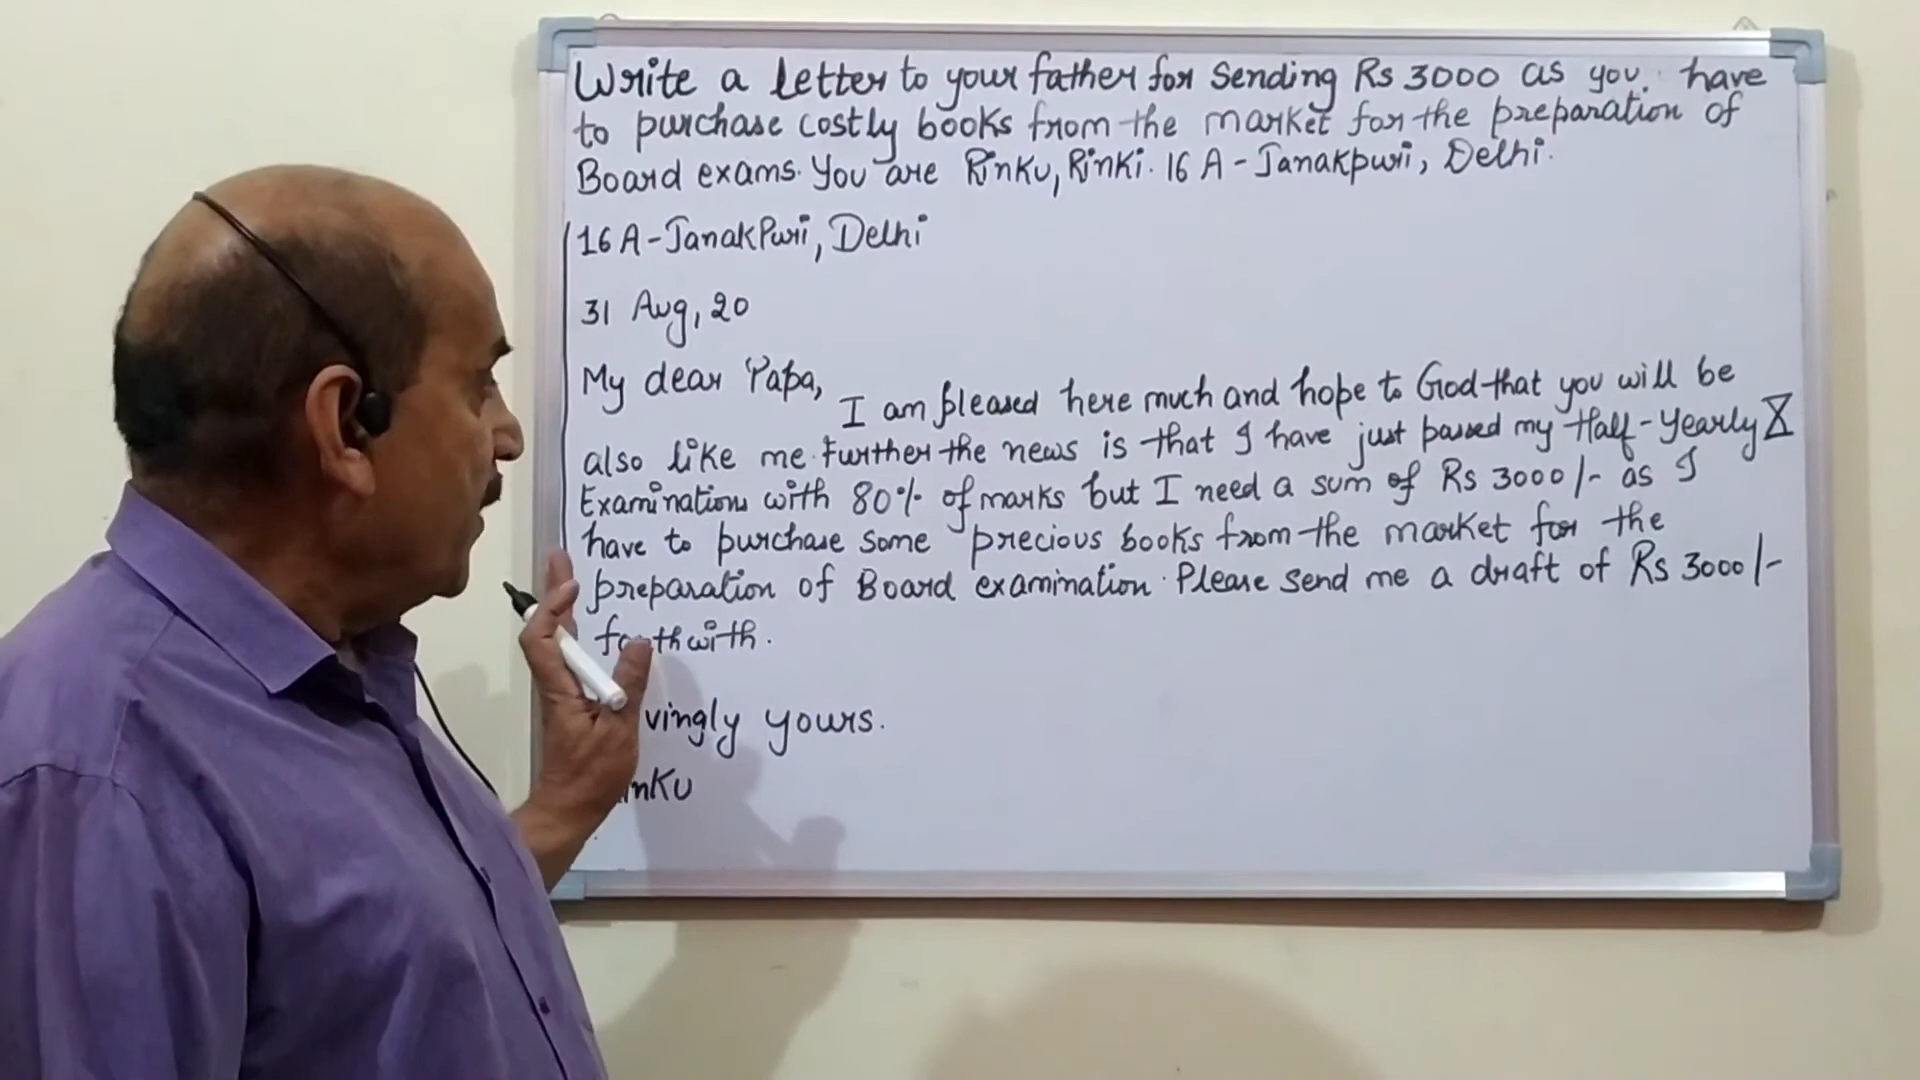 Write a letter to your father for sending Rs 3000 as you have
to purchase costly books from the market for the preparation of
Board exams. You are Rinku, Rinki. 16 A - Janakpuri, Delhi.
16 A - JanakPuri, Delhi
31 Aug, 20
My dear Papa,
I am pleased here much and hope to God that you will be
also like me. Further the news is that I have just passed my Half-Yearly X
Examinations with 80% of marks but I need a sum of Rs 3000/- as I
have to purchase some precious books from the market for the
preparation of Board examination. Please send me a draft of Rs 3000/-
forthwith.
vingly yours.
inku